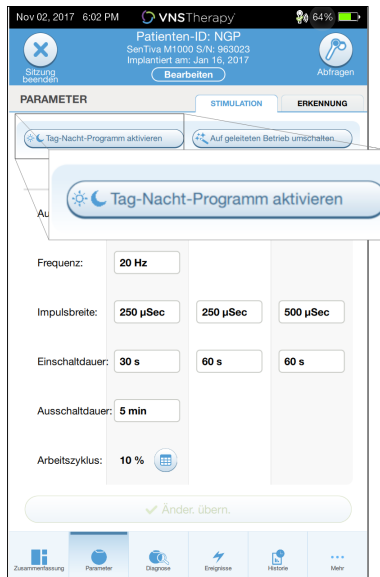 Nov 02, 2017 6:02 PM VNSTherapy 64%
Patienten-ID: NGP
SenTiva M1000 S/N: 963023
Implantiert am: Jan 16, 2017
Sitzung beenden
Bearbeiten
Abfragen
PARAMETER STIMULATION ERKENNUNG
Tag-Nacht-Programm aktivieren Auf geleiteten Betrieb umschalten
Tag-Nacht-Programm aktivieren
Au
Frequenz: 20 Hz
Impulsbreite: 250 µSec 250 µSec 500 µSec
Einschaltdauer: 30 s 60 s 60 s
Ausschaltdauer: 5 min
Arbeitszyklus: 10 %
Änder. übern.
Zusammenfassung Parameter Diagnose Ereignisse Historie Mehr